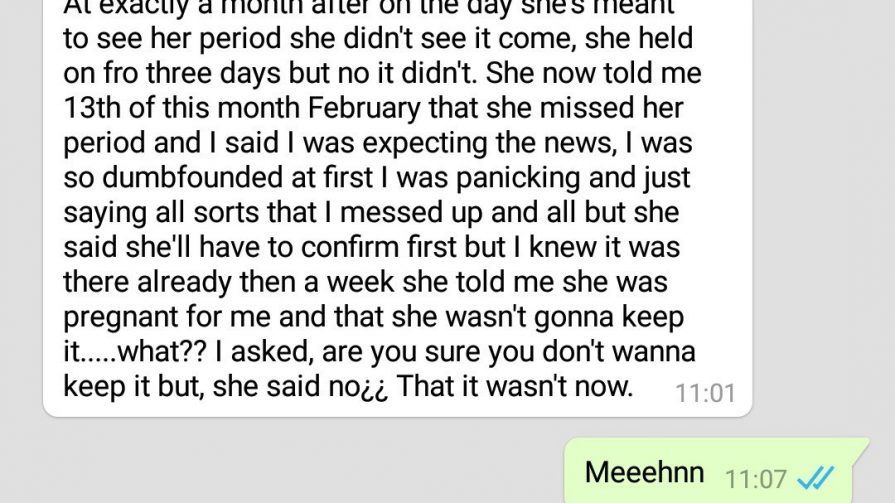 At exactly a month after on the day she's meant
to see her period she didn't see it come, she held
on fro three days but no it didn't. She now told me
13th of this month February that she missed her
period and I said I was expecting the news, I was
so dumbfounded at first I was panicking and just
saying all sorts that I messed up and all but she
said she'll have to confirm first but I knew it was
there already then a week she told me she was
pregnant for me and that she wasn't gonna keep
it.....what?? I asked, are you sure you don't wanna
keep it but, she said no¿¿ That it wasn't now. 11:01
Meeehnn 11:07